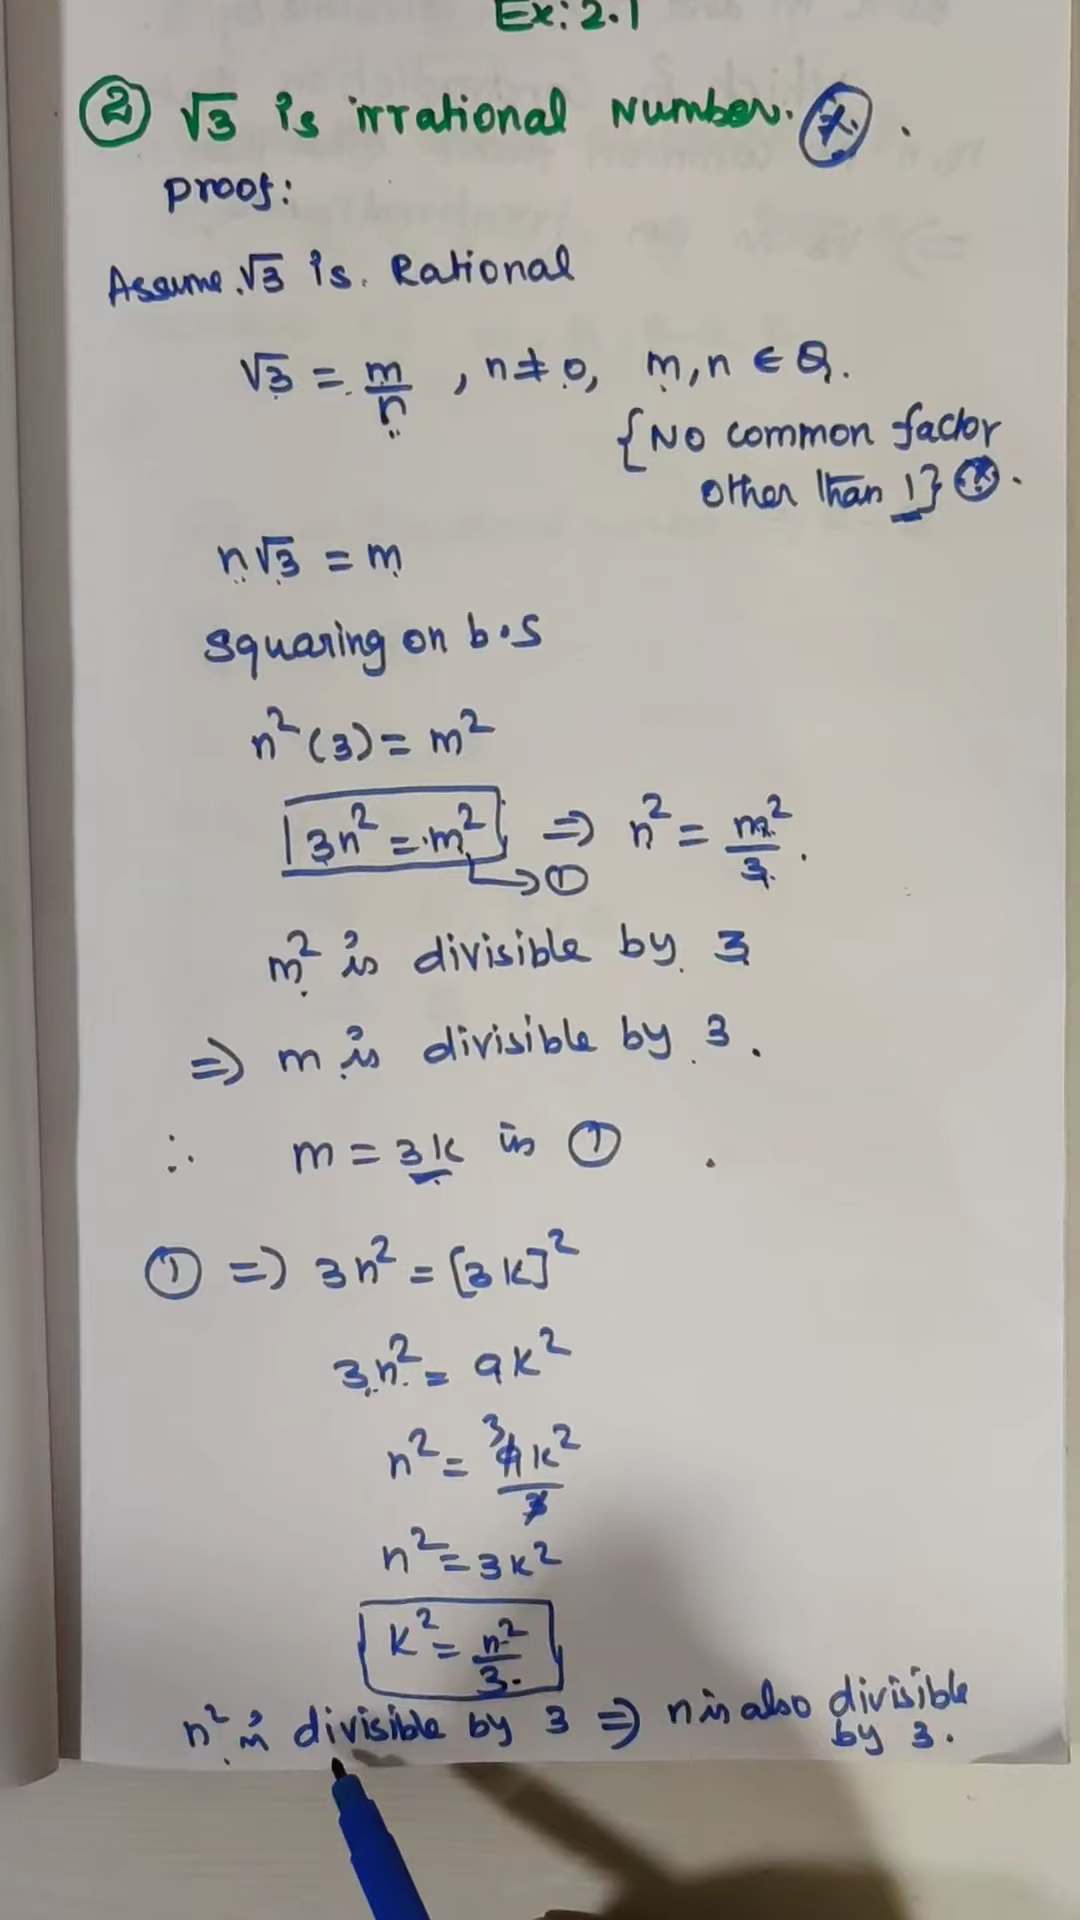 Ex: 2.1
② √3 is irrational Number. *
Proof:
Assume √3 is Rational
√3 = m/n , n ≠ 0, m, n ∈ Q.
{No common factor
other than 1} *.
n√3 = m
Squaring on b.s
n²(3) = m²
3n² = m² ⇒ n² = m²/3.
→ ①
m² is divisible by 3
⇒ m is divisible by 3.
∴ m = 3k in ①
① ⇒ 3n² = [3k]²
3n² = 9k²
n² = ³9k²/3
n² = 3k²
k² = n²/3.
n² is divisible by 3 ⇒ n is also divisible
by 3.